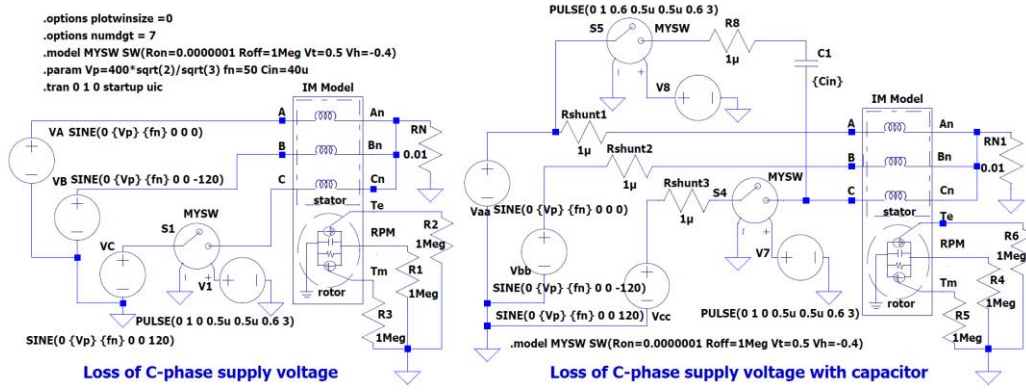 .options plotwinsize =0
.options numdgt = 7
.model MYSW SW(Ron=0.0000001 Roff=1Meg Vt=0.5 Vh=-0.4)
.param Vp=400*sqrt(2)/sqrt(3) fn=50 Cin=40u
.tran 0 1 0 startup uic
IM Model
A
An
VA
SINE(0 {Vp} {fn} 0 0 0)
RN
0.01
B
Bn
VB
SINE(0 {Vp} {fn} 0 0 -120)
C
Cn
MYSW
stator
Te
S1
R2
1Meg
VC
RPM
R1
1Meg
V1
Tm
rotor
R3
1Meg
PULSE(0 1 0 0.5u 0.5u 0.6 3)
SINE(0 {Vp} {fn} 0 0 120)
Loss of C-phase supply voltage
PULSE(0 1 0.6 0.5u 0.5u 0.6 3)
S5
MYSW
R8
1µ
C1
{Cin}
V8
IM Model
Rshunt1
1µ
A
An
Rshunt2
1µ
B
Bn
RN1
0.01
MYSW
Rshunt3
1µ
S4
C
Cn
stator
Te
Vaa
SINE(0 {Vp} {fn} 0 0 0)
R6
1Meg
RPM
V7
R4
1Meg
Vbb
SINE(0 {Vp} {fn} 0 0 -120)
Tm
rotor
R5
1Meg
SINE(0 {Vp} {fn} 0 0 120)
Vcc
PULSE(0 1 0 0.5u 0.5u 0.6 3)
.model MYSW SW(Ron=0.0000001 Roff=1Meg Vt=0.5 Vh=-0.4)
Loss of C-phase supply voltage with capacitor